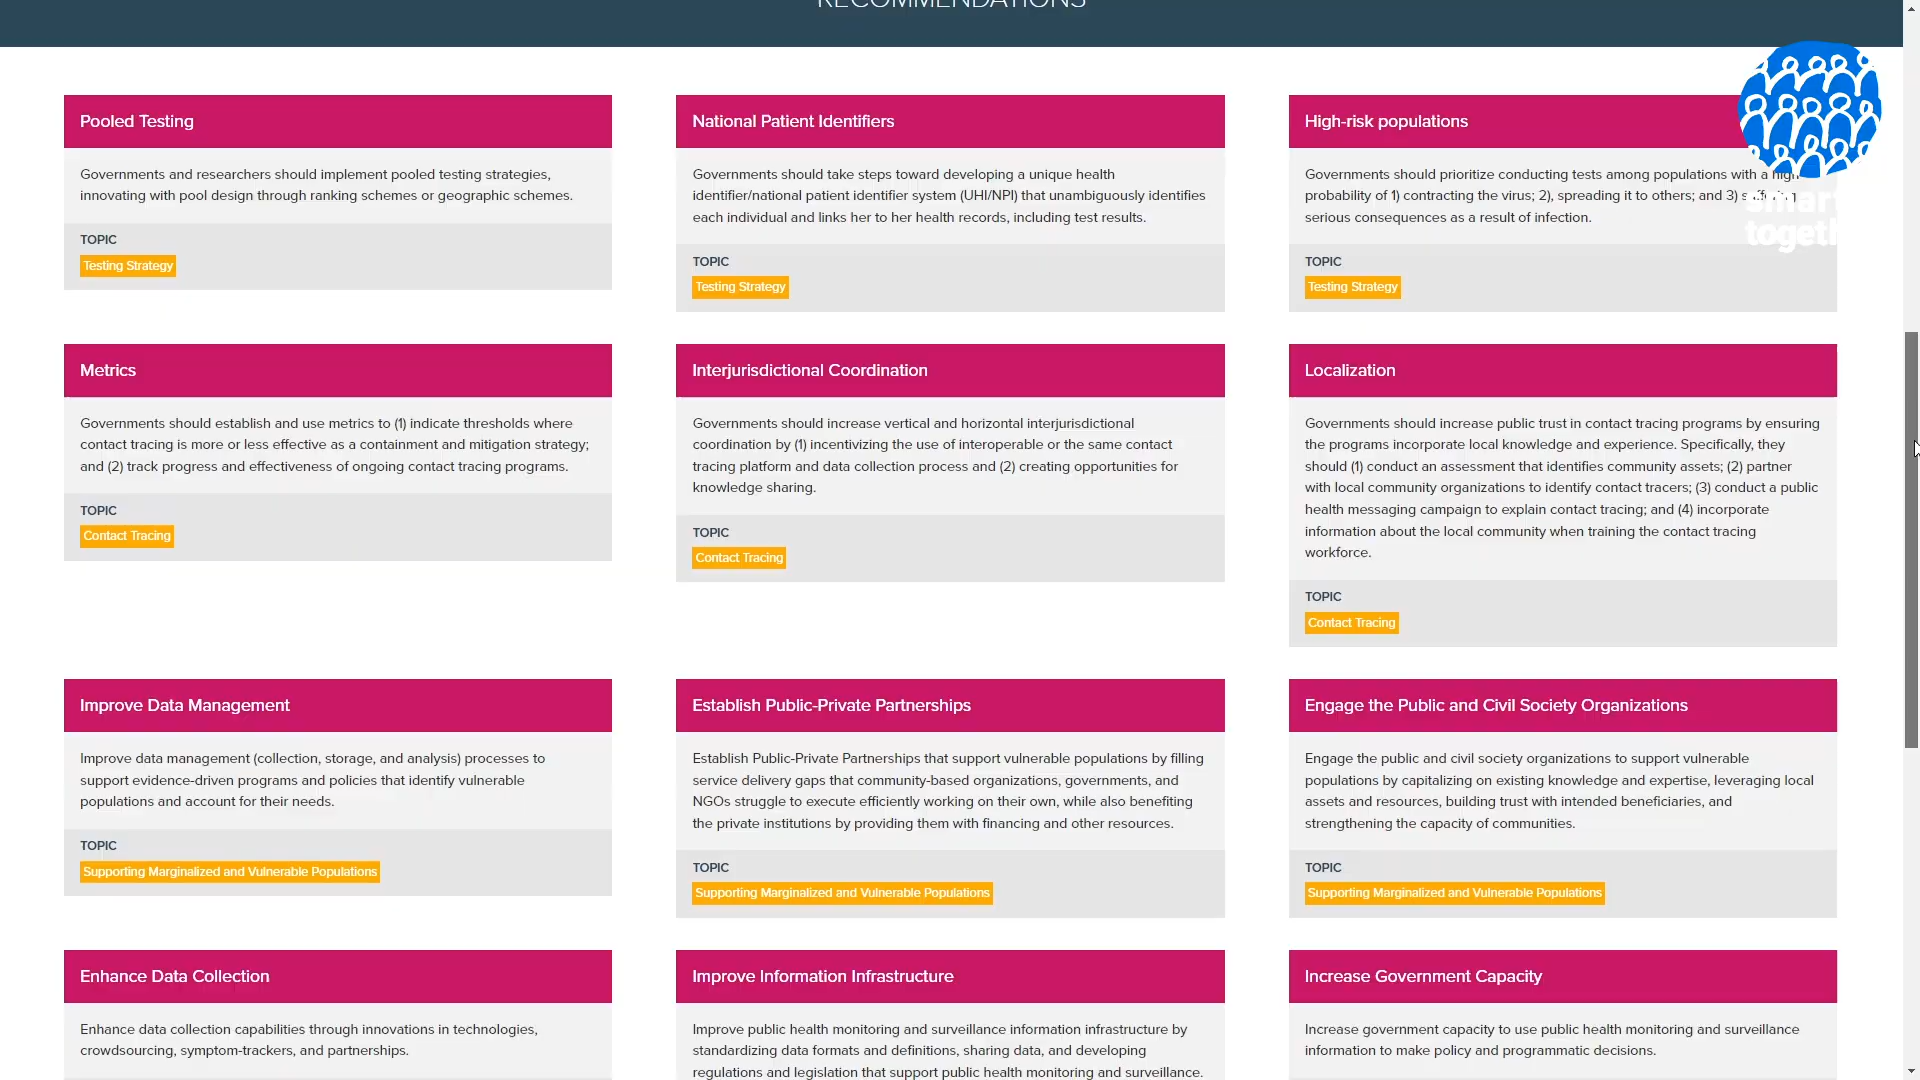 RECOMMENDATIONS
Pooled Testing
Governments and researchers should implement pooled testing strategies,
innovating with pool design through ranking schemes or geographic schemes.
TOPIC
Testing Strategy
National Patient Identifiers
Governments should take steps toward developing a unique health
identifier/national patient identifier system (UHI/NPI) that unambiguously identifies
each individual and links her to her health records, including test results.
TOPIC
Testing Strategy
High-risk populations
Governments should prioritize conducting tests among populations with a high
probability of 1) contracting the virus; 2), spreading it to others; and 3)
serious consequences as a result of infection.
TOPIC
Testing Strategy
Metrics
Governments should establish and use metrics to (1) indicate thresholds where
contact tracing is more or less effective as a containment and mitigation strategy;
and (2) track progress and effectiveness of ongoing contact tracing programs.
TOPIC
Contact Tracing
Interjurisdictional Coordination
Governments should increase vertical and horizontal interjurisdictional
coordination by (1) incentivizing the use of interoperable or the same contact
tracing platform and data collection process and (2) creating opportunities for
knowledge sharing.
TOPIC
Contact Tracing
Localization
Governments should increase public trust in contact tracing programs by ensuring
the programs incorporate local knowledge and experience. Specifically, they
should (1) conduct an assessment that identifies community assets; (2) partner
with local community organizations to identify contact tracers; (3) conduct a public
health messaging campaign to explain contact tracing; and (4) incorporate
information about the local community when training the contact tracing
workforce.
TOPIC
Contact Tracing
Improve Data Management
Improve data management (collection, storage, and analysis) processes to
support evidence-driven programs and policies that identify vulnerable
populations and account for their needs.
TOPIC
Supporting Marginalized and Vulnerable Populations
Establish Public-Private Partnerships
Establish Public-Private Partnerships that support vulnerable populations by filling
service delivery gaps that community-based organizations, governments, and
NGOs struggle to execute efficiently working on their own, while also benefiting
the private institutions by providing them with financing and other resources.
TOPIC
Supporting Marginalized and Vulnerable Populations
Engage the Public and Civil Society Organizations
Engage the public and civil society organizations to support vulnerable
populations by capitalizing on existing knowledge and expertise, leveraging local
assets and resources, building trust with intended beneficiaries, and
strengthening the capacity of communities.
TOPIC
Supporting Marginalized and Vulnerable Populations
Enhance Data Collection
Enhance data collection capabilities through innovations in technologies,
crowdsourcing, symptom-trackers, and partnerships.
Improve Information Infrastructure
Improve public health monitoring and surveillance information infrastructure by
standardizing data formats and definitions, sharing data, and developing
regulations and legislation that support public health monitoring and surveillance.
Increase Government Capacity
Increase government capacity to use public health monitoring and surveillance
information to make policy and programmatic decisions.